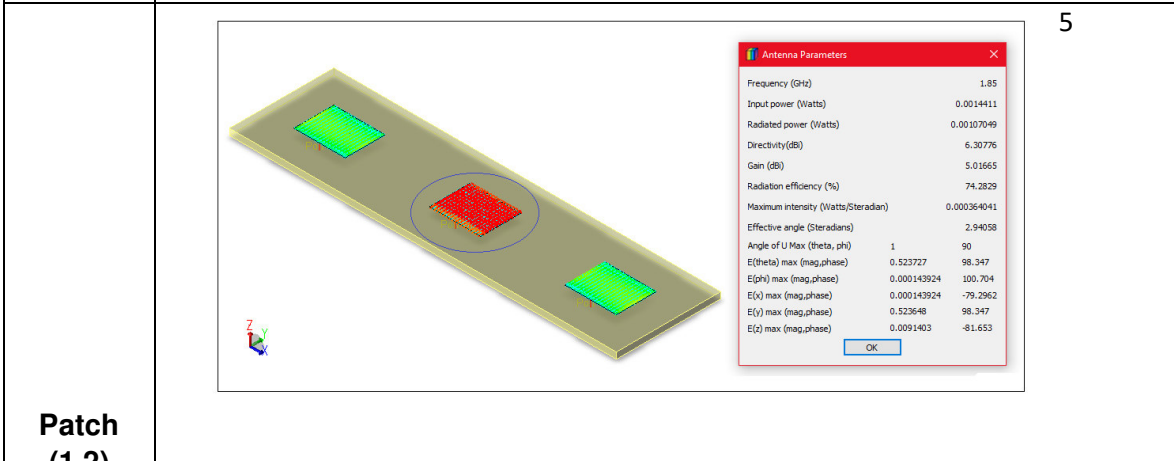 5
Antenna Parameters
Frequency (GHz) 1.85
Input power (Watts) 0.0014411
Radiated power (Watts) 0.00107049
Directivity(dBi) 6.30776
Gain (dBi) 5.01665
Radiation efficiency (%) 74.2829
Maximum intensity (Watts/Steradian) 0.000364041
Effective angle (Steradians) 2.94058
Angle of U Max (theta, phi) 1 90
E(theta) max (mag,phase) 0.523727 98.347
E(phi) max (mag,phase) 0.000143924 100.704
E(x) max (mag,phase) 0.000143924 -79.2962
E(y) max (mag,phase) 0.523648 98.347
E(z) max (mag,phase) 0.0091403 -81.653
OK
Z
Y
X
Patch
(1,2)